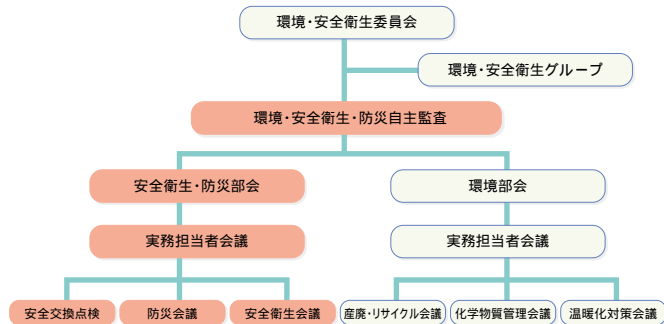 環境・安全衛生委員会
環境・安全衛生グループ
環境・安全衛生・防災自主監査
安全衛生・防災部会
環境部会
実務担当者会議
実務担当者会議
安全交換点検
防災会議
安全衛生会議
産廃・リサイクル会議
化学物質管理会議
温暖化対策会議